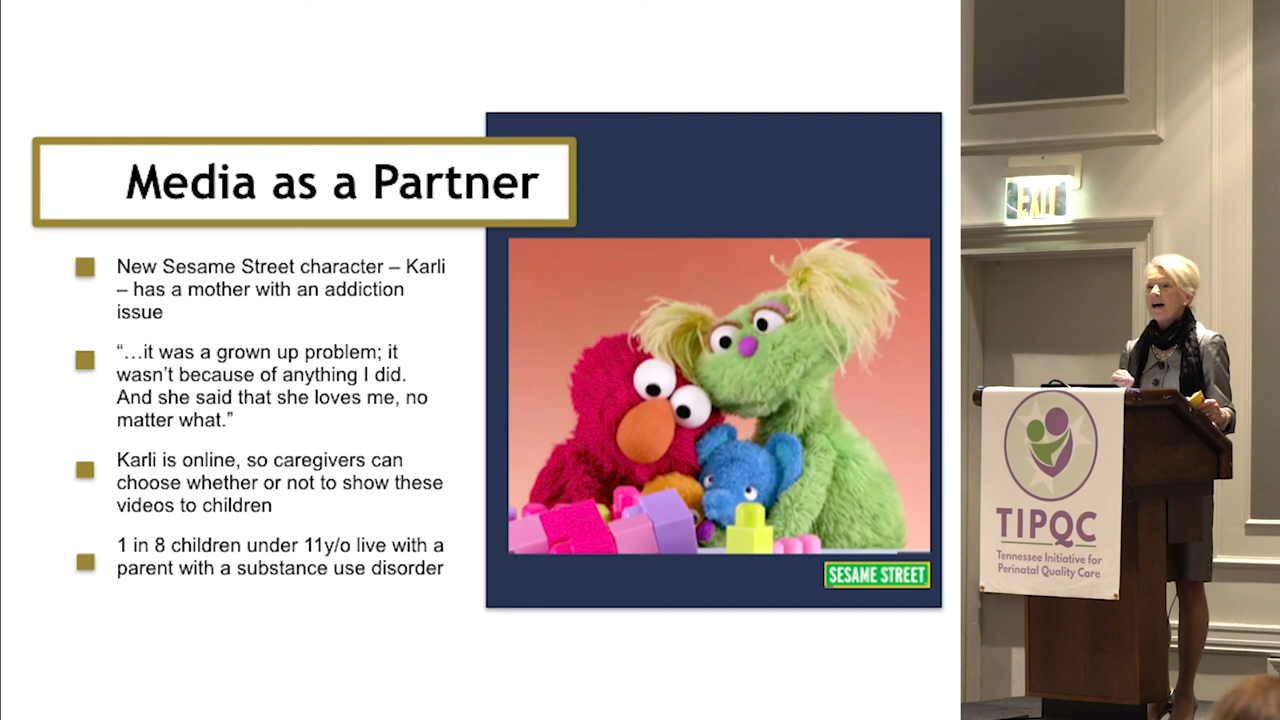 Media as a Partner
New Sesame Street character – Karli
– has a mother with an addiction
issue
“…it was a grown up problem; it
wasn’t because of anything I did.
And she said that she loves me, no
matter what.”
Karli is online, so caregivers can
choose whether or not to show these
videos to children
1 in 8 children under 11y/o live with a
parent with a substance use disorder
SESAME STREET
EXIT
TIPQC
Tennessee Initiative for
Perinatal Quality Care